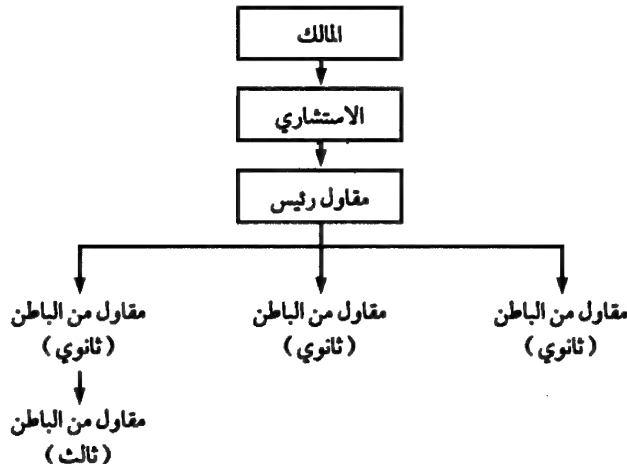 المالك
الاستشاري
مقاول رئيس
مقاول من الباطن
(ثانوي)
مقاول من الباطن
(ثانوي)
مقاول من الباطن
(ثانوي)
مقاول من الباطن
(ثالث)